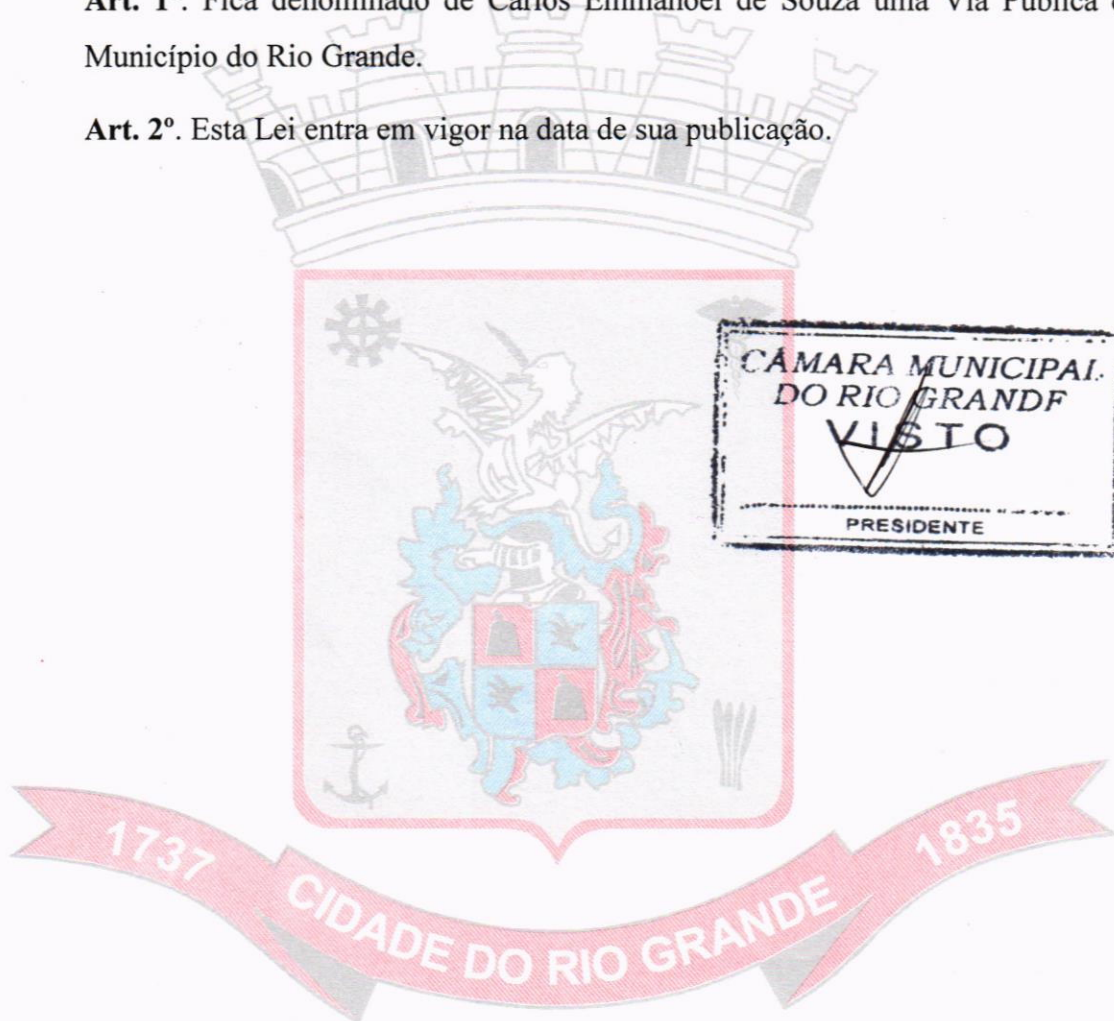 Art. 1º. Fica denominado de Carlos Emmanoel de Souza uma Via Pública
Município do Rio Grande.
Art. 2º. Esta Lei entra em vigor na data de sua publicação.
CÂMARA MUNICIPAL
DO RIO GRANDE
VISTO
PRESIDENTE
1737
CIDADE DO RIO GRANDE
1835